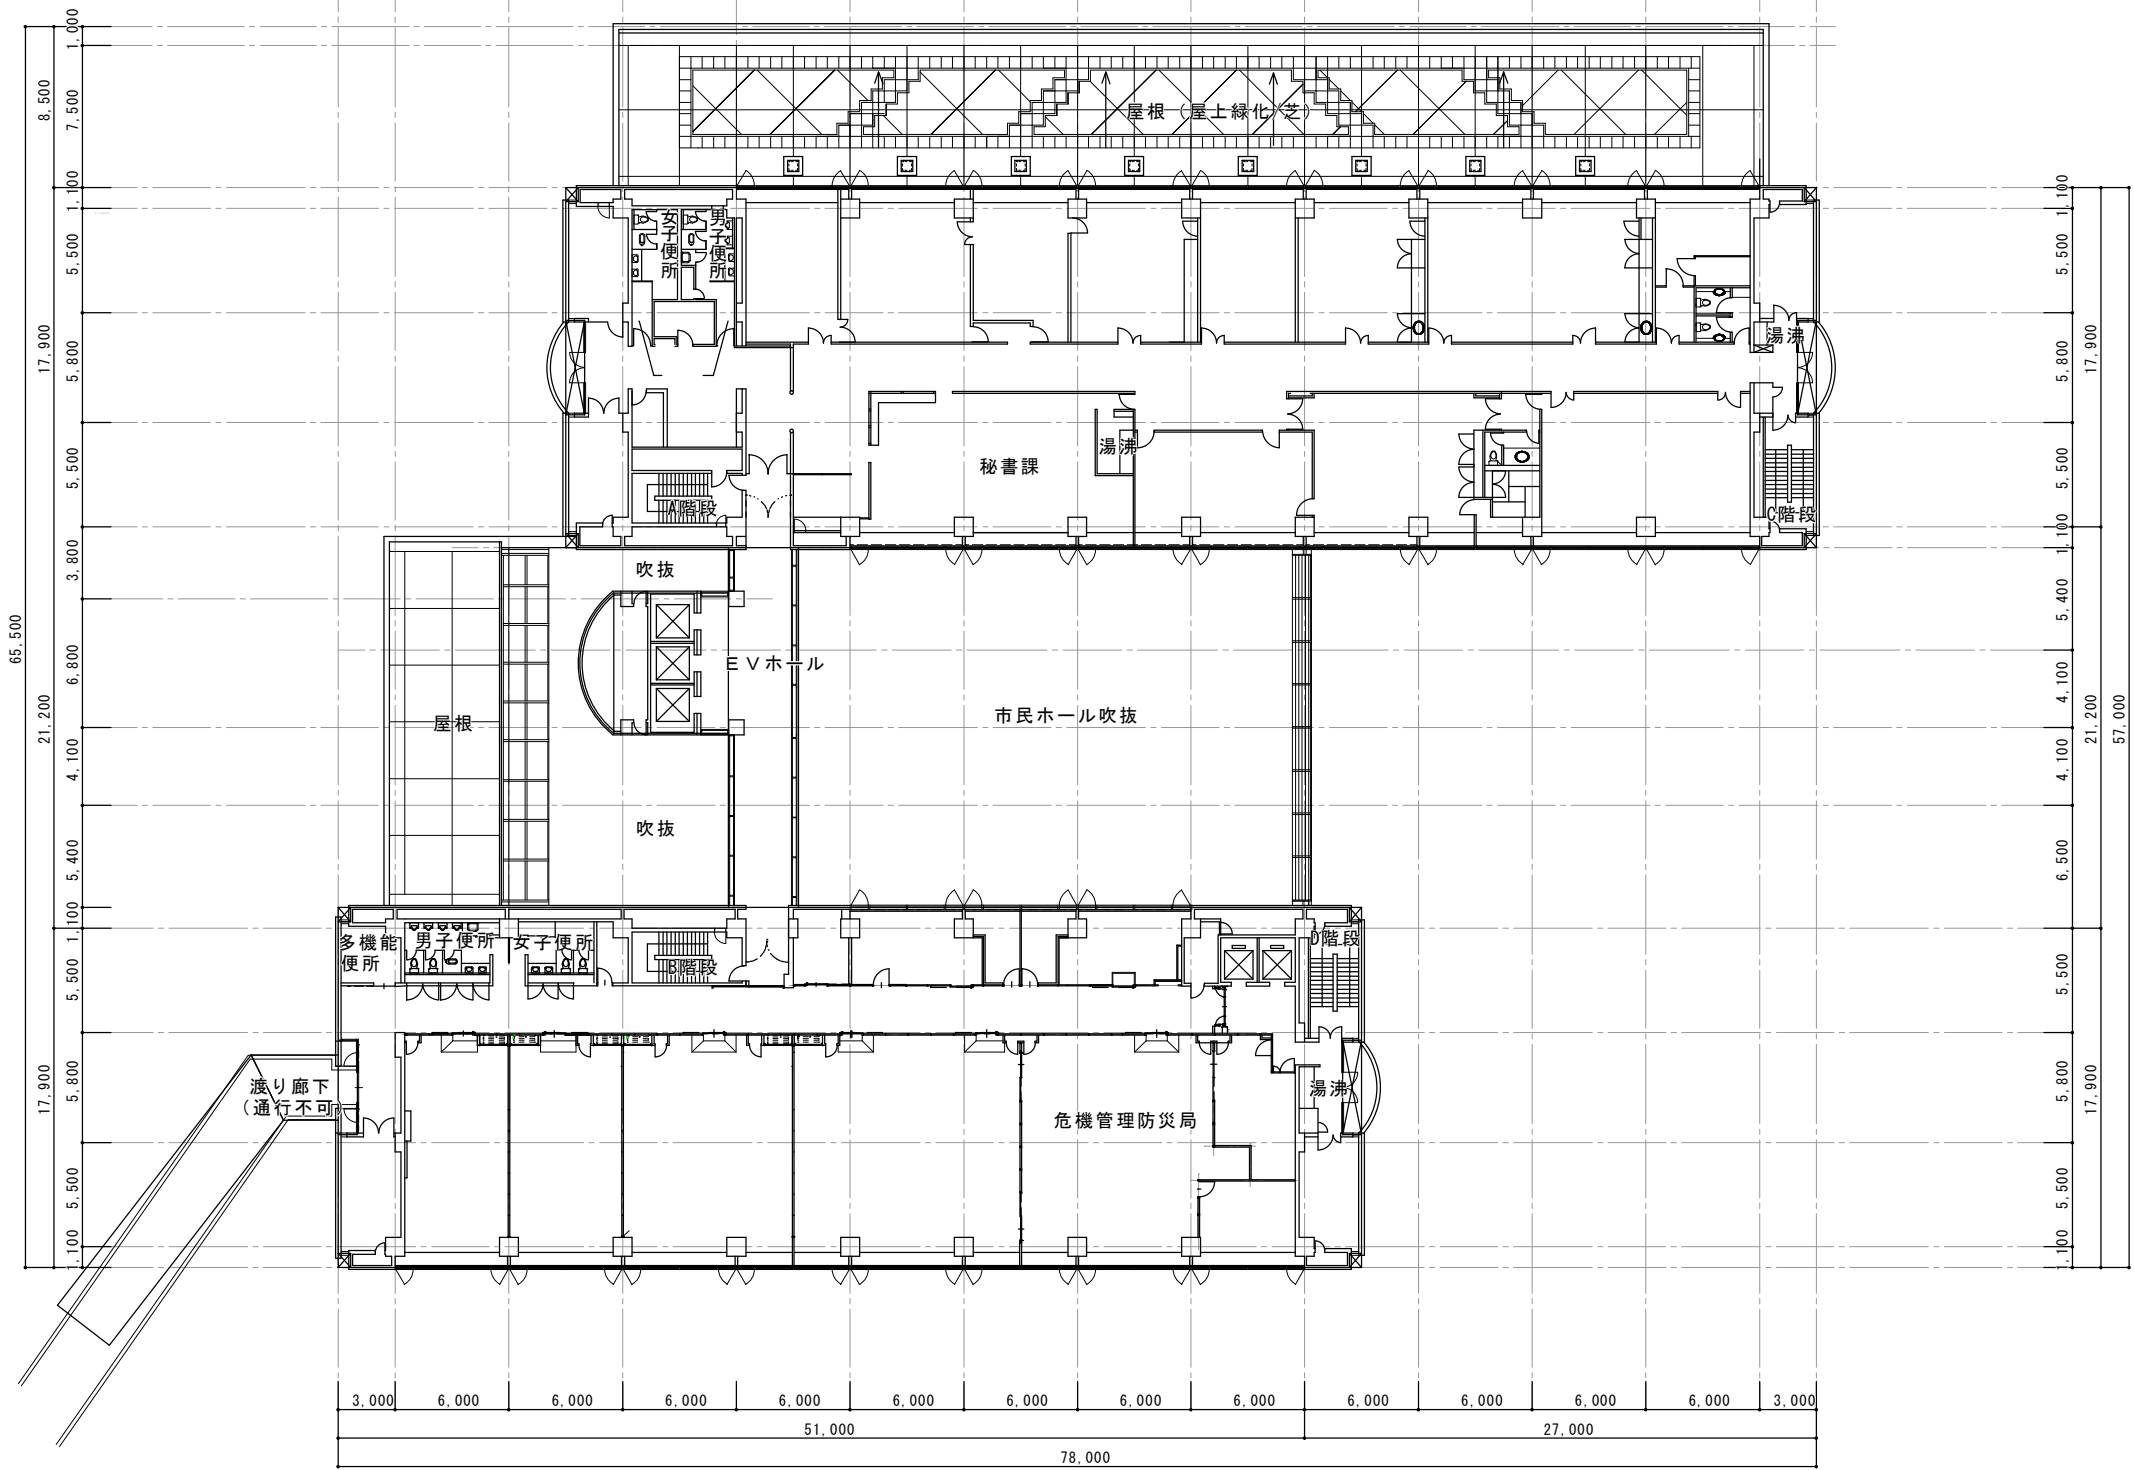 屋根（屋上緑化/芝）
女子便所
男子便所
湯沸
湯沸
秘書課
A階段
C階段
吹抜
EVホール
屋根
市民ホール吹抜
吹抜
多機能
便所
男子便所
女子便所
B階段
D階段
渡り廊下
（通行不可）
湯沸
危機管理防災局
1,000
7,500
1,100
5,500
5,800
5,500
3,800
6,800
4,100
5,400
1,100
5,500
5,800
5,500
1,100
8,500
17,900
21,200
17,900
65,500
1,100
5,500
5,800
5,500
1,100
5,400
4,100
4,100
6,500
5,500
5,800
5,500
1,100
17,900
21,200
17,900
57,000
3,000 6,000 6,000 6,000 6,000 6,000 6,000 6,000 6,000 6,000 6,000 6,000 6,000 3,000
51,000 27,000
78,000